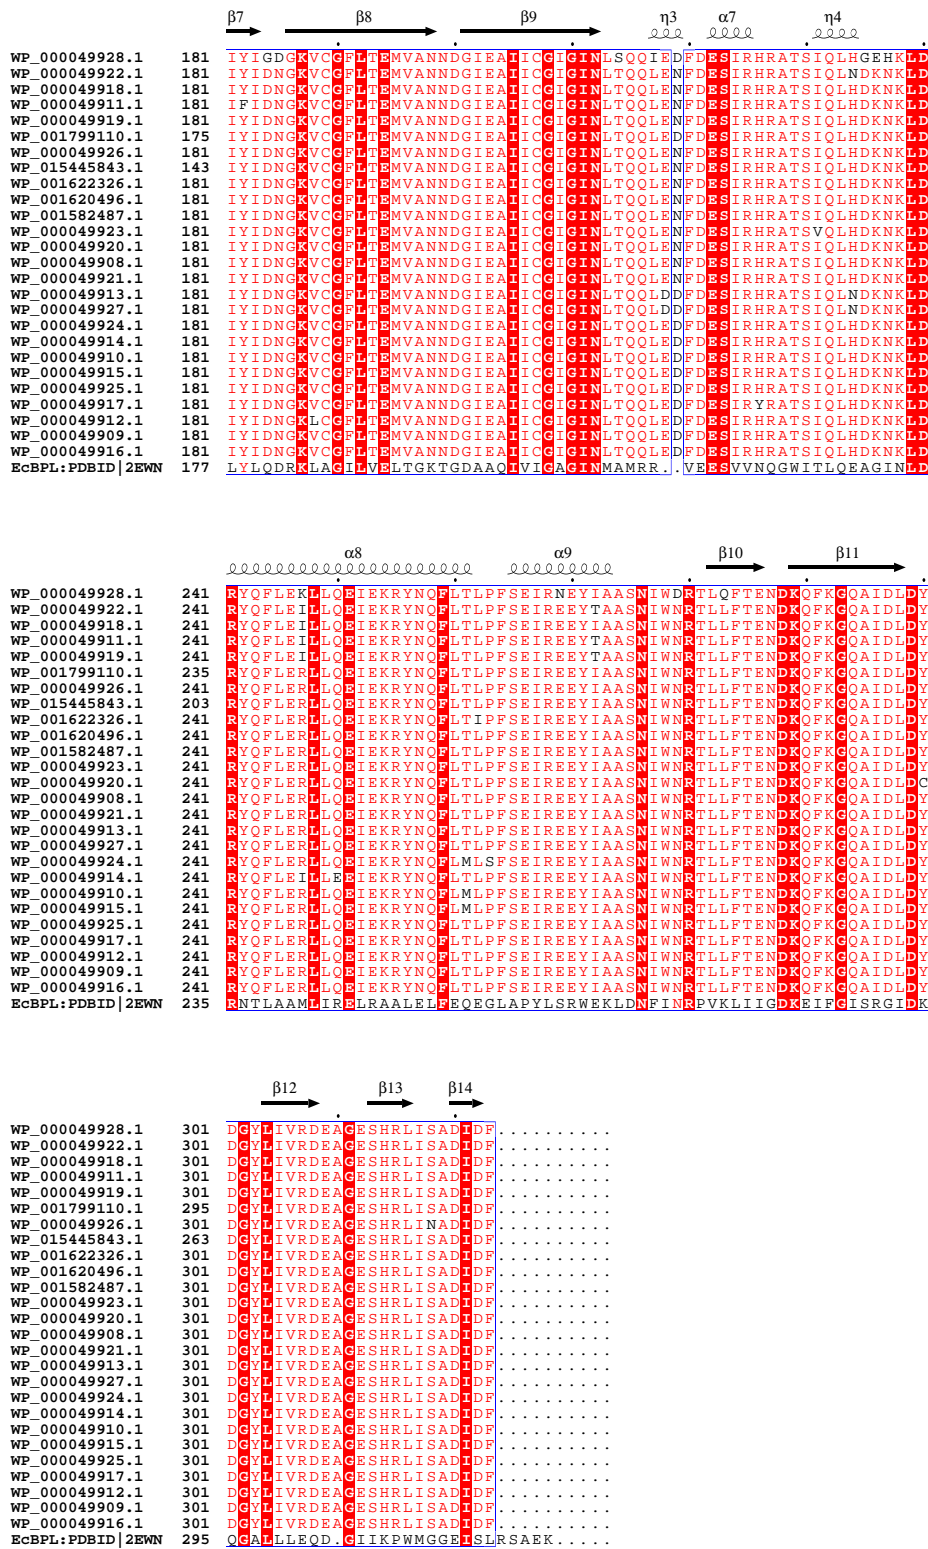 β7 β8 β9 η3 α7 η4
WP_000049928.1 181 IYIGDGKVCGFLTEMVANNDGIEAIICGIGINLSQQIEDFDESIRHRATSIQLHGEHKLD
WP_000049922.1 181 IYIDNGKVCGFLTEMVANNDGIEAIICGIGINLTQQLENFDESIRHRATSIQLNDKNKLD
WP_000049918.1 181 IYIDNGKVCGFLTEMVANNDGIEAIICGIGINLTQQLENFDESIRHRATSIQLHDKNKLD
WP_000049911.1 181 IFIDNGKVCGFLTEMVANNDGIEAIICGIGINLTQQLENFDESIRHRATSIQLHDKNKLD
WP_000049919.1 181 IYIDNGKVCGFLTEMVANNDGIEAIICGIGINLTQQLENFDESIRHRATSIQLHDKNKLD
WP_001799110.1 175 IYIDNGKVCGFLTEMVANNDGIEAIICGIGINLTQQLEDFDESIRHRATSIQLHDKNKLD
WP_000049926.1 181 IYIDNGKVCGFLTEMVANNDGIEAIICGIGINLTQQLENFDESIRHRATSIQLHDKNKLD
WP_015445843.1 143 IYIDNGKVCGFLTEMVANNDGIEAIICGIGINLTQQLENFDESIRHRATSIQLHDKNKLD
WP_001622326.1 181 IYIDNGKVCGFLTEMVANNDGIEAIICGIGINLTQQLENFDESIRHRATSIQLHDKNKLD
WP_001620496.1 181 IYIDNGKVCGFLTEMVANNDGIEAIICGIGINLTQQLENFDESIRHRATSIQLHDKNKLD
WP_001582487.1 181 IYIDNGKVCGFLTEMVANNDGIEAIICGIGINLTQQLENFDESIRHRATSIQLHDKNKLD
WP_000049923.1 181 IYIDNGKVCGFLTEMVANNDGIEAIICGIGINLTQQLENFDESIRHRATSVQLHDKNKLD
WP_000049920.1 181 IYIDNGKVCGFLTEMVANNDGIEAIICGIGINLTQQLENFDESIRHRATSIQLHDKNKLD
WP_000049908.1 181 IYIDNGKVCGFLTEMVANNDGIEAIICGIGINLTQQLENFDESIRHRATSIQLHDKNKLD
WP_000049921.1 181 IYIDNGKVCGFLTEMVANNDGIEAIICGIGINLTQQLENFDESIRHRATSIQLHDKNKLD
WP_000049913.1 181 IYIDNGKVCGFLTEMVANNDGIEAIICGIGINLTQQLDDFDESIRHRATSIQLNDKNKLD
WP_000049927.1 181 IYIDNGKVCGFLTEMVANNDGIEAIICGIGINLTQQLDDFDESIRHRATSIQLNDKNKLD
WP_000049924.1 181 IYIDNGKVCGFLTEMVANNDGIEAIICGIGINLTQQLEDFDESIRHRATSIQLHDKNKLD
WP_000049914.1 181 IYIDNGKVCGFLTEMVANNDGIEAIICGIGINLTQQLEDFDESIRHRATSIQLHDKNKLD
WP_000049910.1 181 IYIDNGKVCGFLTEMVANNDGIEAIICGIGINLTQQLEDFDESIRHRATSIQLHDKNKLD
WP_000049915.1 181 IYIDNGKVCGFLTEMVANNDGIEAIICGIGINLTQQLEDFDESIRHRATSIQLHDKNKLD
WP_000049925.1 181 IYIDNGKVCGFLTEMVANNDGIEAIICGIGINLTQQLEDFDESIRHRATSIQLHDKNKLD
WP_000049917.1 181 IYIDNGKVCGFLTEMVANNDGIEAIICGIGINLTQQLEDFDESIRYRATSIQLHDKNKLD
WP_000049912.1 181 IYIDNGKLCGFLTEMVANNDGIEAIICGIGINLTQQLEDFDESIRHRATSIQLHDKNKLD
WP_000049909.1 181 IYIDNGKVCGFLTEMVANNDGIEAIICGIGINLTQQLEDFDESIRHRATSIQLHDKNKLD
WP_000049916.1 181 IYIDNGKVCGFLTEMVANNDGIEAIICGIGINLTQQLEDFDESIRHRATSIQLHDKNKLD
EcBPL:PDBID|2EWN 177 LYLQDRKLAGILVELTGKTGDAAQIVIGAGINMAMRR..VEESVVNQGWITLQEAGINLD
α8 α9 β10 β11
WP_000049928.1 241 RYQFLEKLLQEIEKRYNQFLTLPFSEIRNEYIAASNIWDRTLQFTENDKQFKGQAIDLDY
WP_000049922.1 241 RYQFLEILLQEIEKRYNQFLTLPFSEIREEYTAASNIWNRTLLFTENDKQFKGQAIDLDY
WP_000049918.1 241 RYQFLEILLQEIEKRYNQFLTLPFSEIREEYIAASNIWNRTLLFTENDKQFKGQAIDLDY
WP_000049911.1 241 RYQFLEILLQEIEKRYNQFLTLPFSEIREEYTAASNIWNRTLLFTENDKQFKGQAIDLDY
WP_000049919.1 241 RYQFLEILLQEIEKRYNQFLTLPFSEIREEYTAASNIWNRTLLFTENDKQFKGQAIDLDY
WP_001799110.1 235 RYQFLERLLQEIEKRYNQFLTLPFSEIREEYIAASNIWNRTLLFTENDKQFKGQAIDLDY
WP_000049926.1 241 RYQFLERLLQEIEKRYNQFLTLPFSEIREEYIAASNIWNRTLLFTENDKQFKGQAIDLDY
WP_015445843.1 203 RYQFLERLLQEIEKRYNQFLTLPFSEIREEYIAASNIWNRTLLFTENDKQFKGQAIDLDY
WP_001622326.1 241 RYQFLERLLQEIEKRYNQFLTIPFSEIREEYIAASNIWNRTLLFTENDKQFKGQAIDLDY
WP_001620496.1 241 RYQFLERLLQEIEKRYNQFLTLPFSEIREEYIAASNIWNRTLLFTENDKQFKGQAIDLDY
WP_001582487.1 241 RYQFLERLLQEIEKRYNQFLTLPFSEIREEYIAASNIWNRTLLFTENDKQFKGQAIDLDY
WP_000049923.1 241 RYQFLERLLQEIEKRYNQFLTLPFSEIREEYIAASNIWNRTLLFTENDKQFKGQAIDLDY
WP_000049920.1 241 RYQFLERLLQEIEKRYNQFLTLPFSEIREEYIAASNIWNRTLLFTENDKQFKGQAIDLDC
WP_000049908.1 241 RYQFLERLLQEIEKRYNQFLTLPFSEIREEYIAASNIWNRTLLFTENDKQFKGQAIDLDY
WP_000049921.1 241 RYQFLERLLQEIEKRYNQFLTLPFSEIREEYIAASNIWNRTLLFTENDKQFKGQAIDLDY
WP_000049913.1 241 RYQFLERLLQEIEKRYNQFLTLPFSEIREEYIAASNIWNRTLLFTENDKQFKGQAIDLDY
WP_000049927.1 241 RYQFLERLLQEIEKRYNQFLTLPFSEIREEYIAASNIWNRTLLFTENDKQFKGQAIDLDY
WP_000049924.1 241 RYQFLERLLQEIEKRYNQFLMLSFSEIREEYIAASNIWNRTLLFTENDKQFKGQAIDLDY
WP_000049914.1 241 RYQFLEILLEEIEKRYNQFLTLPFSEIREEYIAASNIWNRTLLFTENDKQFKGQAIDLDY
WP_000049910.1 241 RYQFLERLLQEIEKRYNQFLMLPFSEIREEYIAASNIWNRTLLFTENDKQFKGQAIDLDY
WP_000049915.1 241 RYQFLERLLQEIEKRYNQFLMLPFSEIREEYIAASNIWNRTLLFTENDKQFKGQAIDLDY
WP_000049925.1 241 RYQFLERLLQEIEKRYNQFLTLPFSEIREEYIAASNIWNRTLLFTENDKQFKGQAIDLDY
WP_000049917.1 241 RYQFLERLLQEIEKRYNQFLTLPFSEIREEYIAASNIWNRTLLFTENDKQFKGQAIDLDY
WP_000049912.1 241 RYQFLERLLQEIEKRYNQFLTLPFSEIREEYIAASNIWNRTLLFTENDKQFKGQAIDLDY
WP_000049909.1 241 RYQFLERLLQEIEKRYNQFLTLPFSEIREEYIAASNIWNRTLLFTENDKQFKGQAIDLDY
WP_000049916.1 241 RYQFLERLLQEIEKRYNQFLTLPFSEIREEYIAASNIWNRTLLFTENDKQFKGQAIDLDY
EcBPL:PDBID|2EWN 235 RNTLAAMLIRELRAALELFEQEGLAPYLSRWEKLDNFINRPVKLIIGDKEIFGISRGIDK
β12 β13 β14
WP_000049928.1 301 DGYLIVRDEAGESHRLISADIDF..........
WP_000049922.1 301 DGYLIVRDEAGESHRLISADIDF..........
WP_000049918.1 301 DGYLIVRDEAGESHRLISADIDF..........
WP_000049911.1 301 DGYLIVRDEAGESHRLISADIDF..........
WP_000049919.1 301 DGYLIVRDEAGESHRLISADIDF..........
WP_001799110.1 295 DGYLIVRDEAGESHRLISADIDF..........
WP_000049926.1 301 DGYLIVRDEAGESHRLINADIDF..........
WP_015445843.1 263 DGYLIVRDEAGESHRLISADIDF..........
WP_001622326.1 301 DGYLIVRDEAGESHRLISADIDF..........
WP_001620496.1 301 DGYLIVRDEAGESHRLISADIDF..........
WP_001582487.1 301 DGYLIVRDEAGESHRLISADIDF..........
WP_000049923.1 301 DGYLIVRDEAGESHRLISADIDF..........
WP_000049920.1 301 DGYLIVRDEAGESHRLISADIDF..........
WP_000049908.1 301 DGYLIVRDEAGESHRLISADIDF..........
WP_000049921.1 301 DGYLIVRDEAGESHRLISADIDF..........
WP_000049913.1 301 DGYLIVRDEAGESHRLISADIDF..........
WP_000049927.1 301 DGYLIVRDEAGESHRLISADIDF..........
WP_000049924.1 301 DGYLIVRDEAGESHRLISADIDF..........
WP_000049914.1 301 DGYLIVRDEAGESHRLISADIDF..........
WP_000049910.1 301 DGYLIVRDEAGESHRLISADIDF..........
WP_000049915.1 301 DGYLIVRDEAGESHRLISADIDF..........
WP_000049925.1 301 DGYLIVRDEAGESHRLISADIDF..........
WP_000049917.1 301 DGYLIVRDEAGESHRLISADIDF..........
WP_000049912.1 301 DGYLIVRDEAGESHRLISADIDF..........
WP_000049909.1 301 DGYLIVRDEAGESHRLISADIDF..........
WP_000049916.1 301 DGYLIVRDEAGESHRLISADIDF..........
EcBPL:PDBID|2EWN 295 QGALLLEQD.GIIKPWMGGEISLRSAEK.....